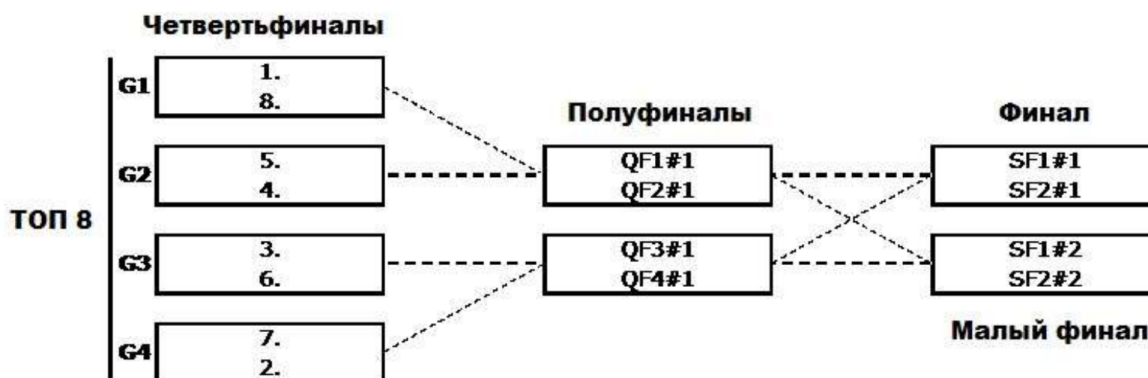 Четвертьфиналы
G1
1.
8.
Полуфиналы
Финал
G2
5.
4.
QF1#1
QF2#1
SF1#1
SF2#1
ТОП 8
G3
3.
6.
QF3#1
QF4#1
SF1#2
SF2#2
G4
7.
2.
Малый финал